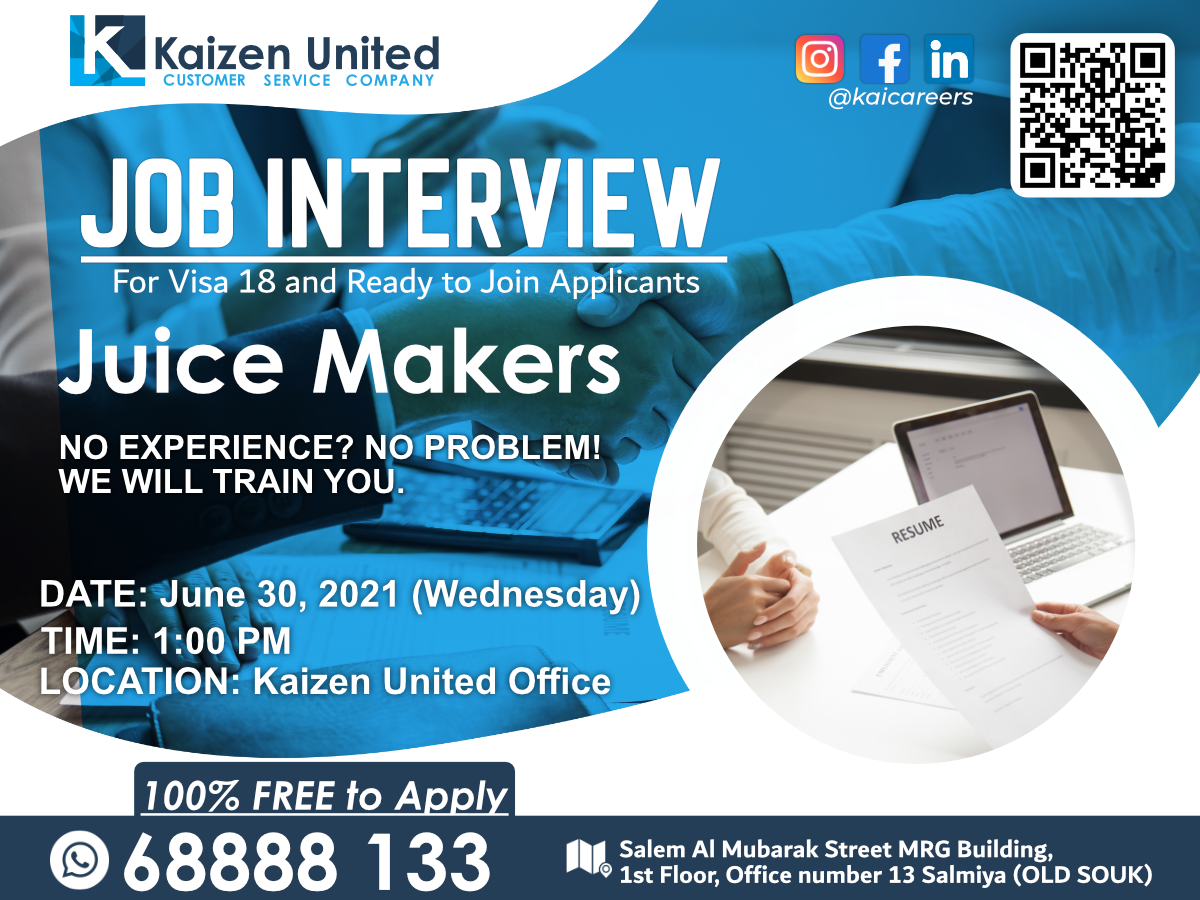 K Kaizen United
CUSTOMER SERVICE COMPANY
in
@kaicareers
JOB INTERVIEW
For Visa 18 and Ready to Join Applicants
Juice Makers
NO EXPERIENCE? NO PROBLEM!
WE WILL TRAIN YOU.
RESUME
DATE: June 30, 2021 (Wednesday)
TIME: 1:00 PM
LOCATION: Kaizen United Office
100% FREE to Apply
68888 133
Salem Al Mubarak Street MRG Building,
1st Floor, Office number 13 Salmiya (OLD SOUK)